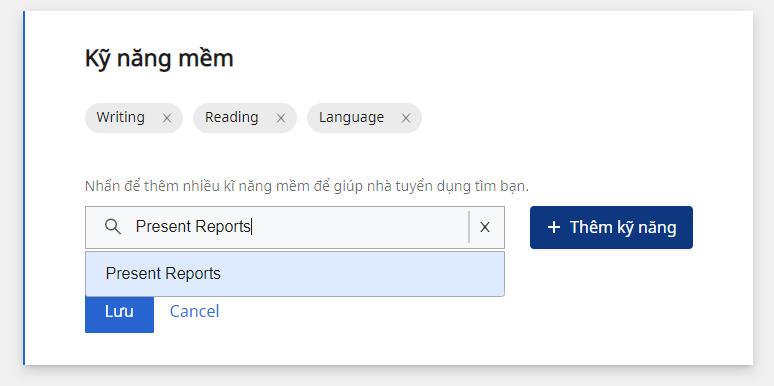 Kỹ năng mềm
Writing X Reading X Language X
Nhấn để thêm nhiều kĩ năng mềm để giúp nhà tuyển dụng tìm bạn.
Present Reports X + Thêm kỹ năng
Present Reports
Lưu Cancel